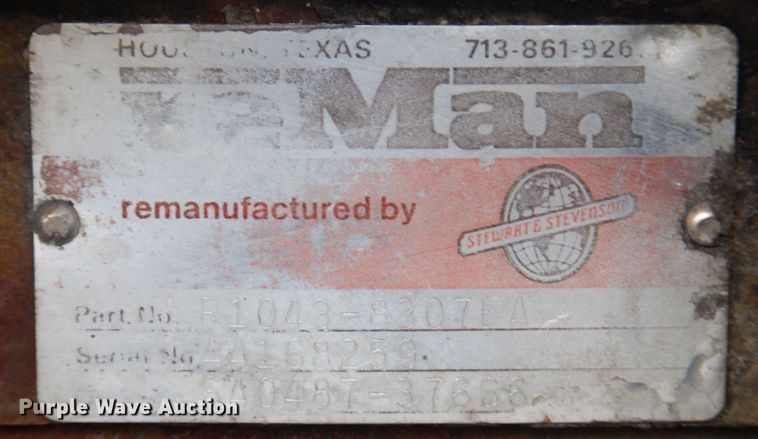 TEXAS 713-861-926
reMan
remanufactured by
STEWART & STEVENSON
Part No. R1043-8307EA
Serial No 4A168259
5A0487-37656
Purple Wave Auction